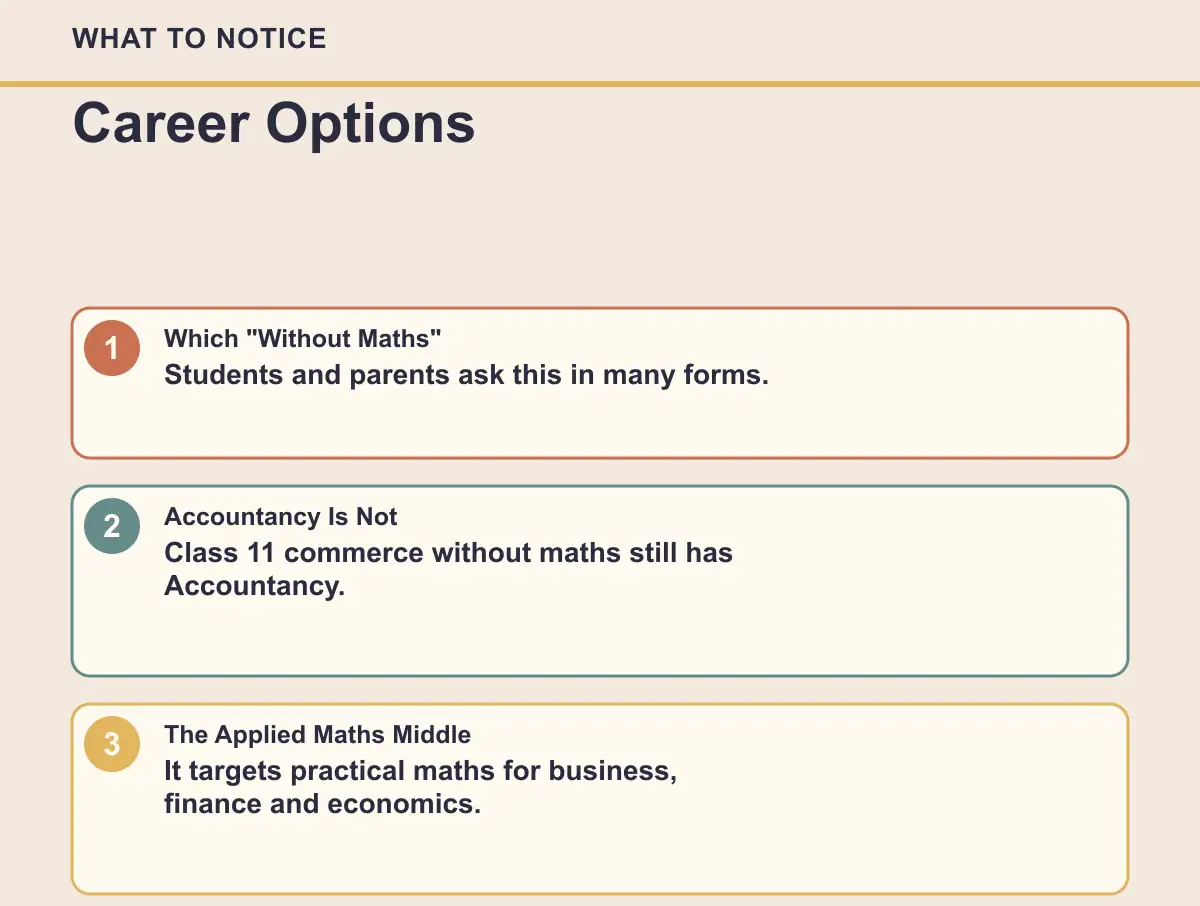 WHAT TO NOTICE
Career Options
1
Which "Without Maths"
Students and parents ask this in many forms.
2
Accountancy Is Not
Class 11 commerce without maths still has
Accountancy.
3
The Applied Maths Middle
It targets practical maths for business,
finance and economics.